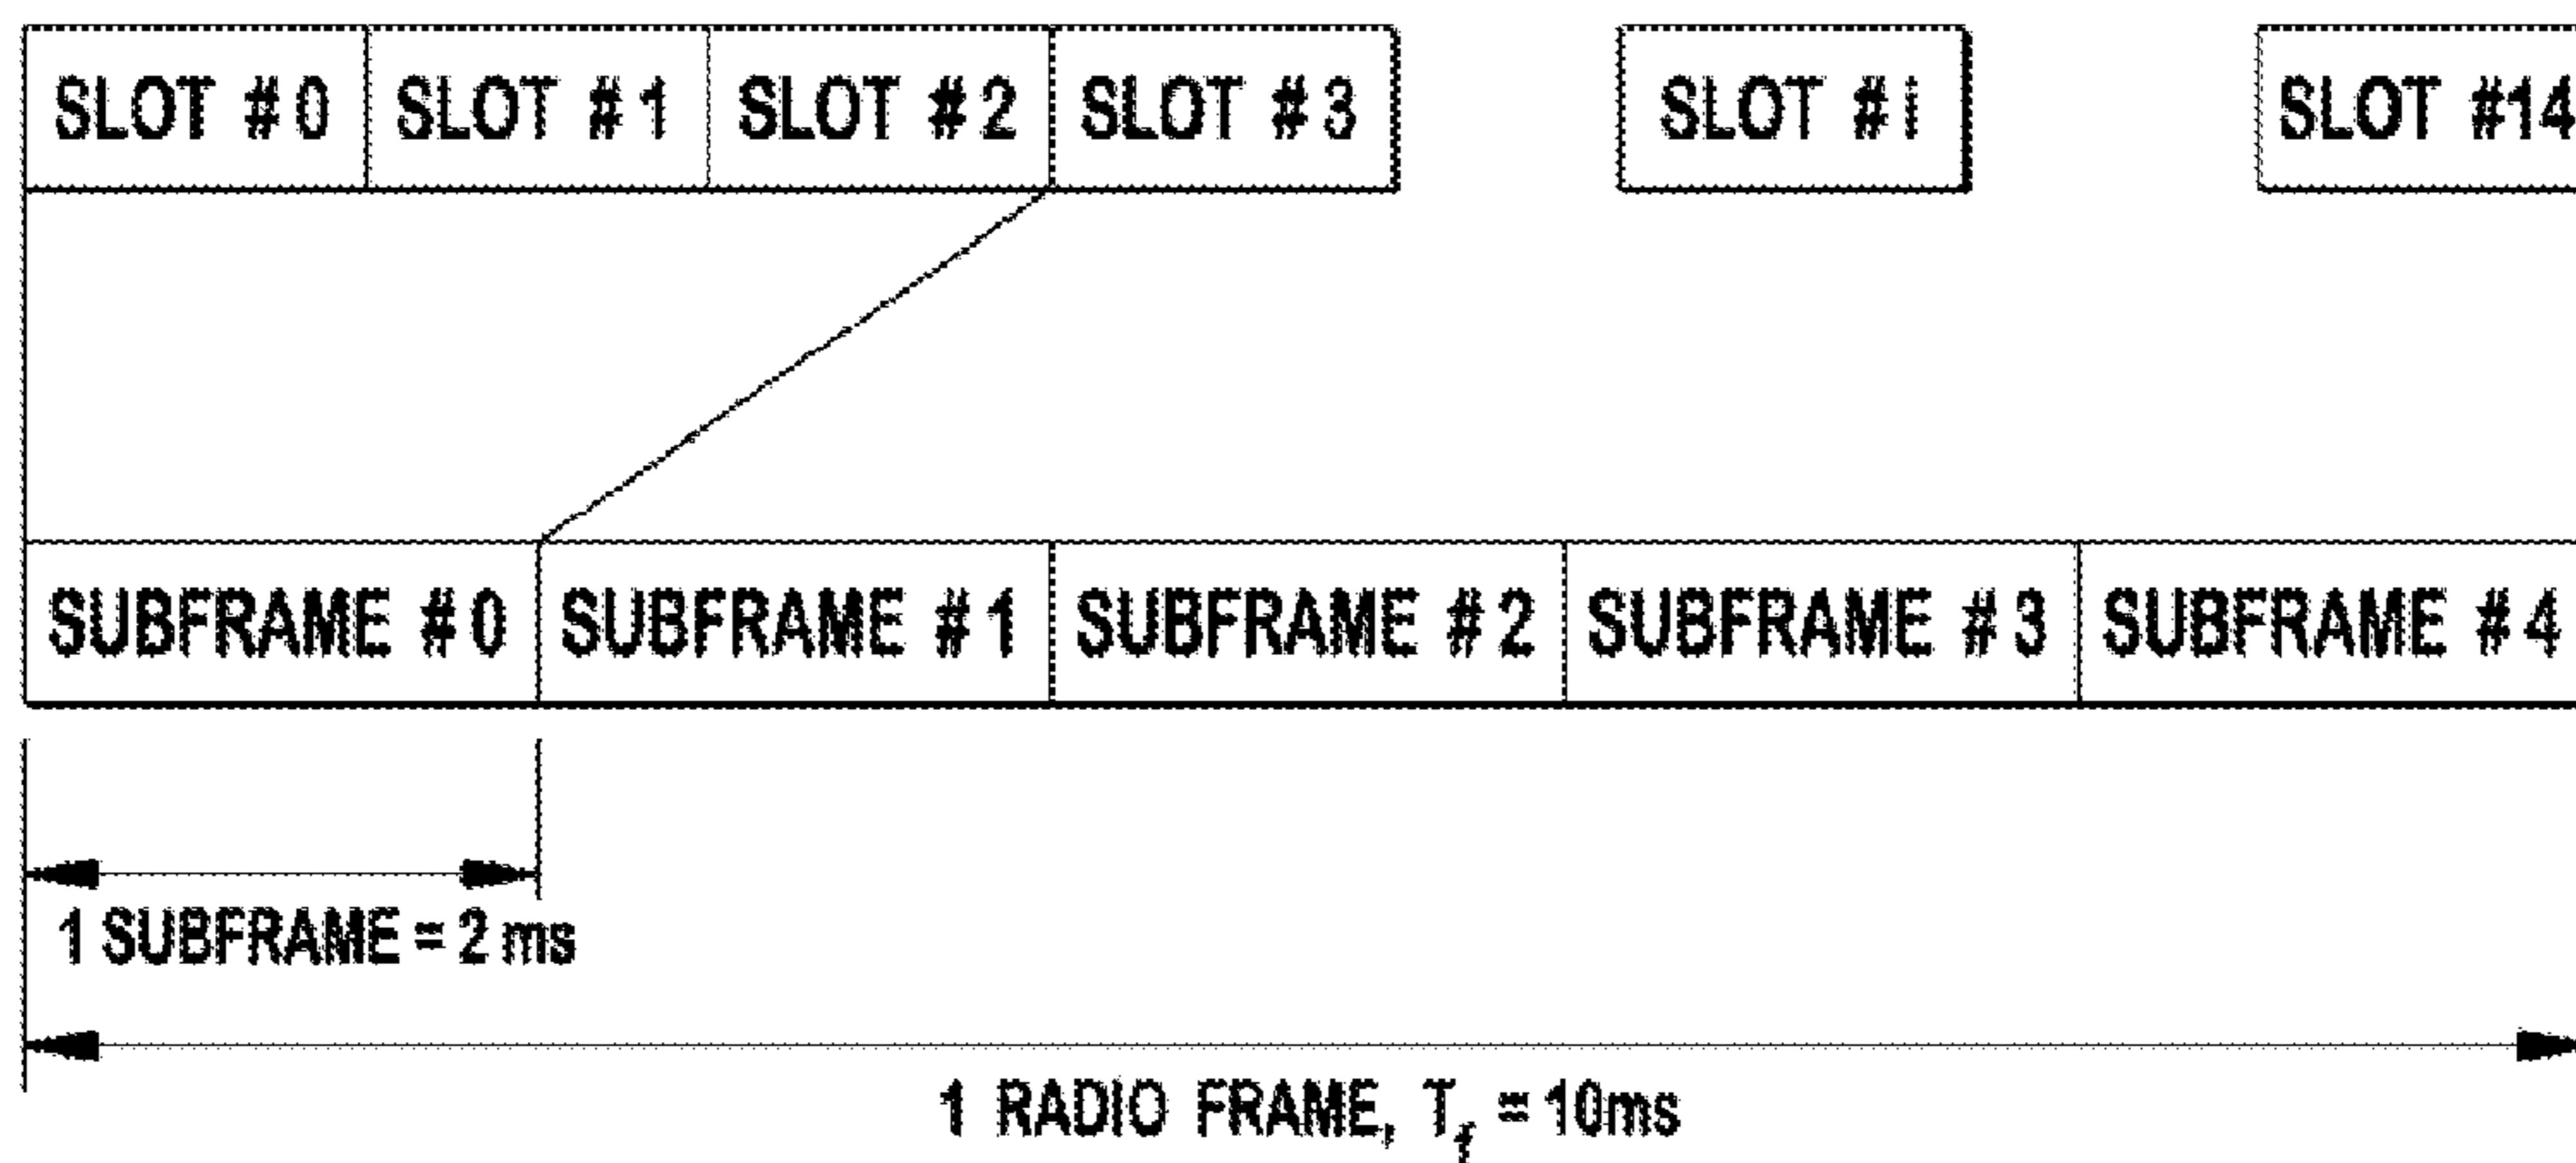 SLOT #0 SLOT #1 SLOT #2 SLOT #3 SLOT #i SLOT #14
SUBFRAME #0 SUBFRAME #1 SUBFRAME #2 SUBFRAME #3 SUBFRAME #4
1 SUBFRAME = 2 ms
1 RADIO FRAME, Tf = 10ms